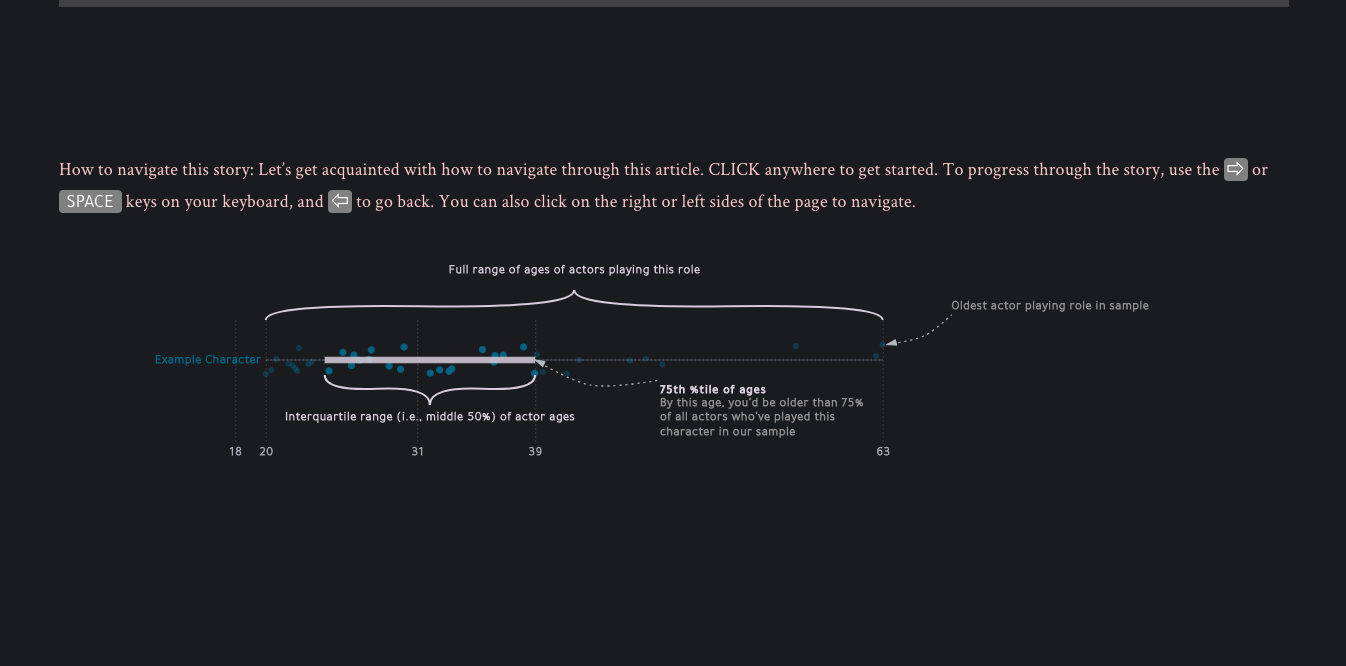 How to navigate this story: Let’s get acquainted with how to navigate through this article. CLICK anywhere to get started. To progress through the story, use the ⇨ or
SPACE keys on your keyboard, and ⇦ to go back. You can also click on the right or left sides of the page to navigate.
Full range of ages of actors playing this role
Oldest actor playing role in sample
Example Character
75th %tile of ages
By this age, you'd be older than 75%
of all actors who've played this
character in our sample
Interquartile range (i.e., middle 50%) of actor ages
18 20 31 39 63